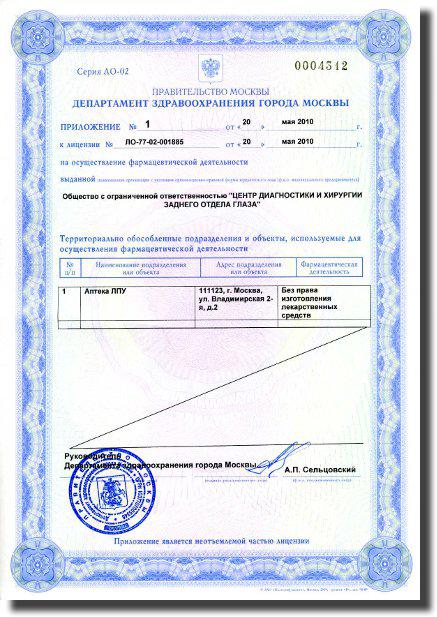 Серия ЛО-02
0004312
ПРАВИТЕЛЬСТВО МОСКВЫ
ДЕПАРТАМЕНТ ЗДРАВООХРАНЕНИЯ ГОРОДА МОСКВЫ
ПРИЛОЖЕНИЕ № 1 от « 20 » мая 2010 г.
к лицензии № ЛО-77-02-001885 от « 20 » мая 2010 г.
на осуществление фармацевтической деятельности
выданной
Общество с ограниченной ответственностью "ЦЕНТР ДИАГНОСТИКИ И ХИРУРГИИ
ЗАДНЕГО ОТДЕЛА ГЛАЗА"
Территориально обособленные подразделения и объекты, используемые для
осуществления фармацевтической деятельности
№ п/п Наименование подразделения или объекта Адрес подразделения или объекта Фармацевтическая деятельность
1 Аптека ЛПУ 111123, г. Москва, Без права
ул. Владимирская 2- изготовления
я, д.2 лекарственных
средств
Руководитель
Департамента здравоохранения города Москвы
А.П. Сельцовский
Приложение является неотъемлемой частью лицензии